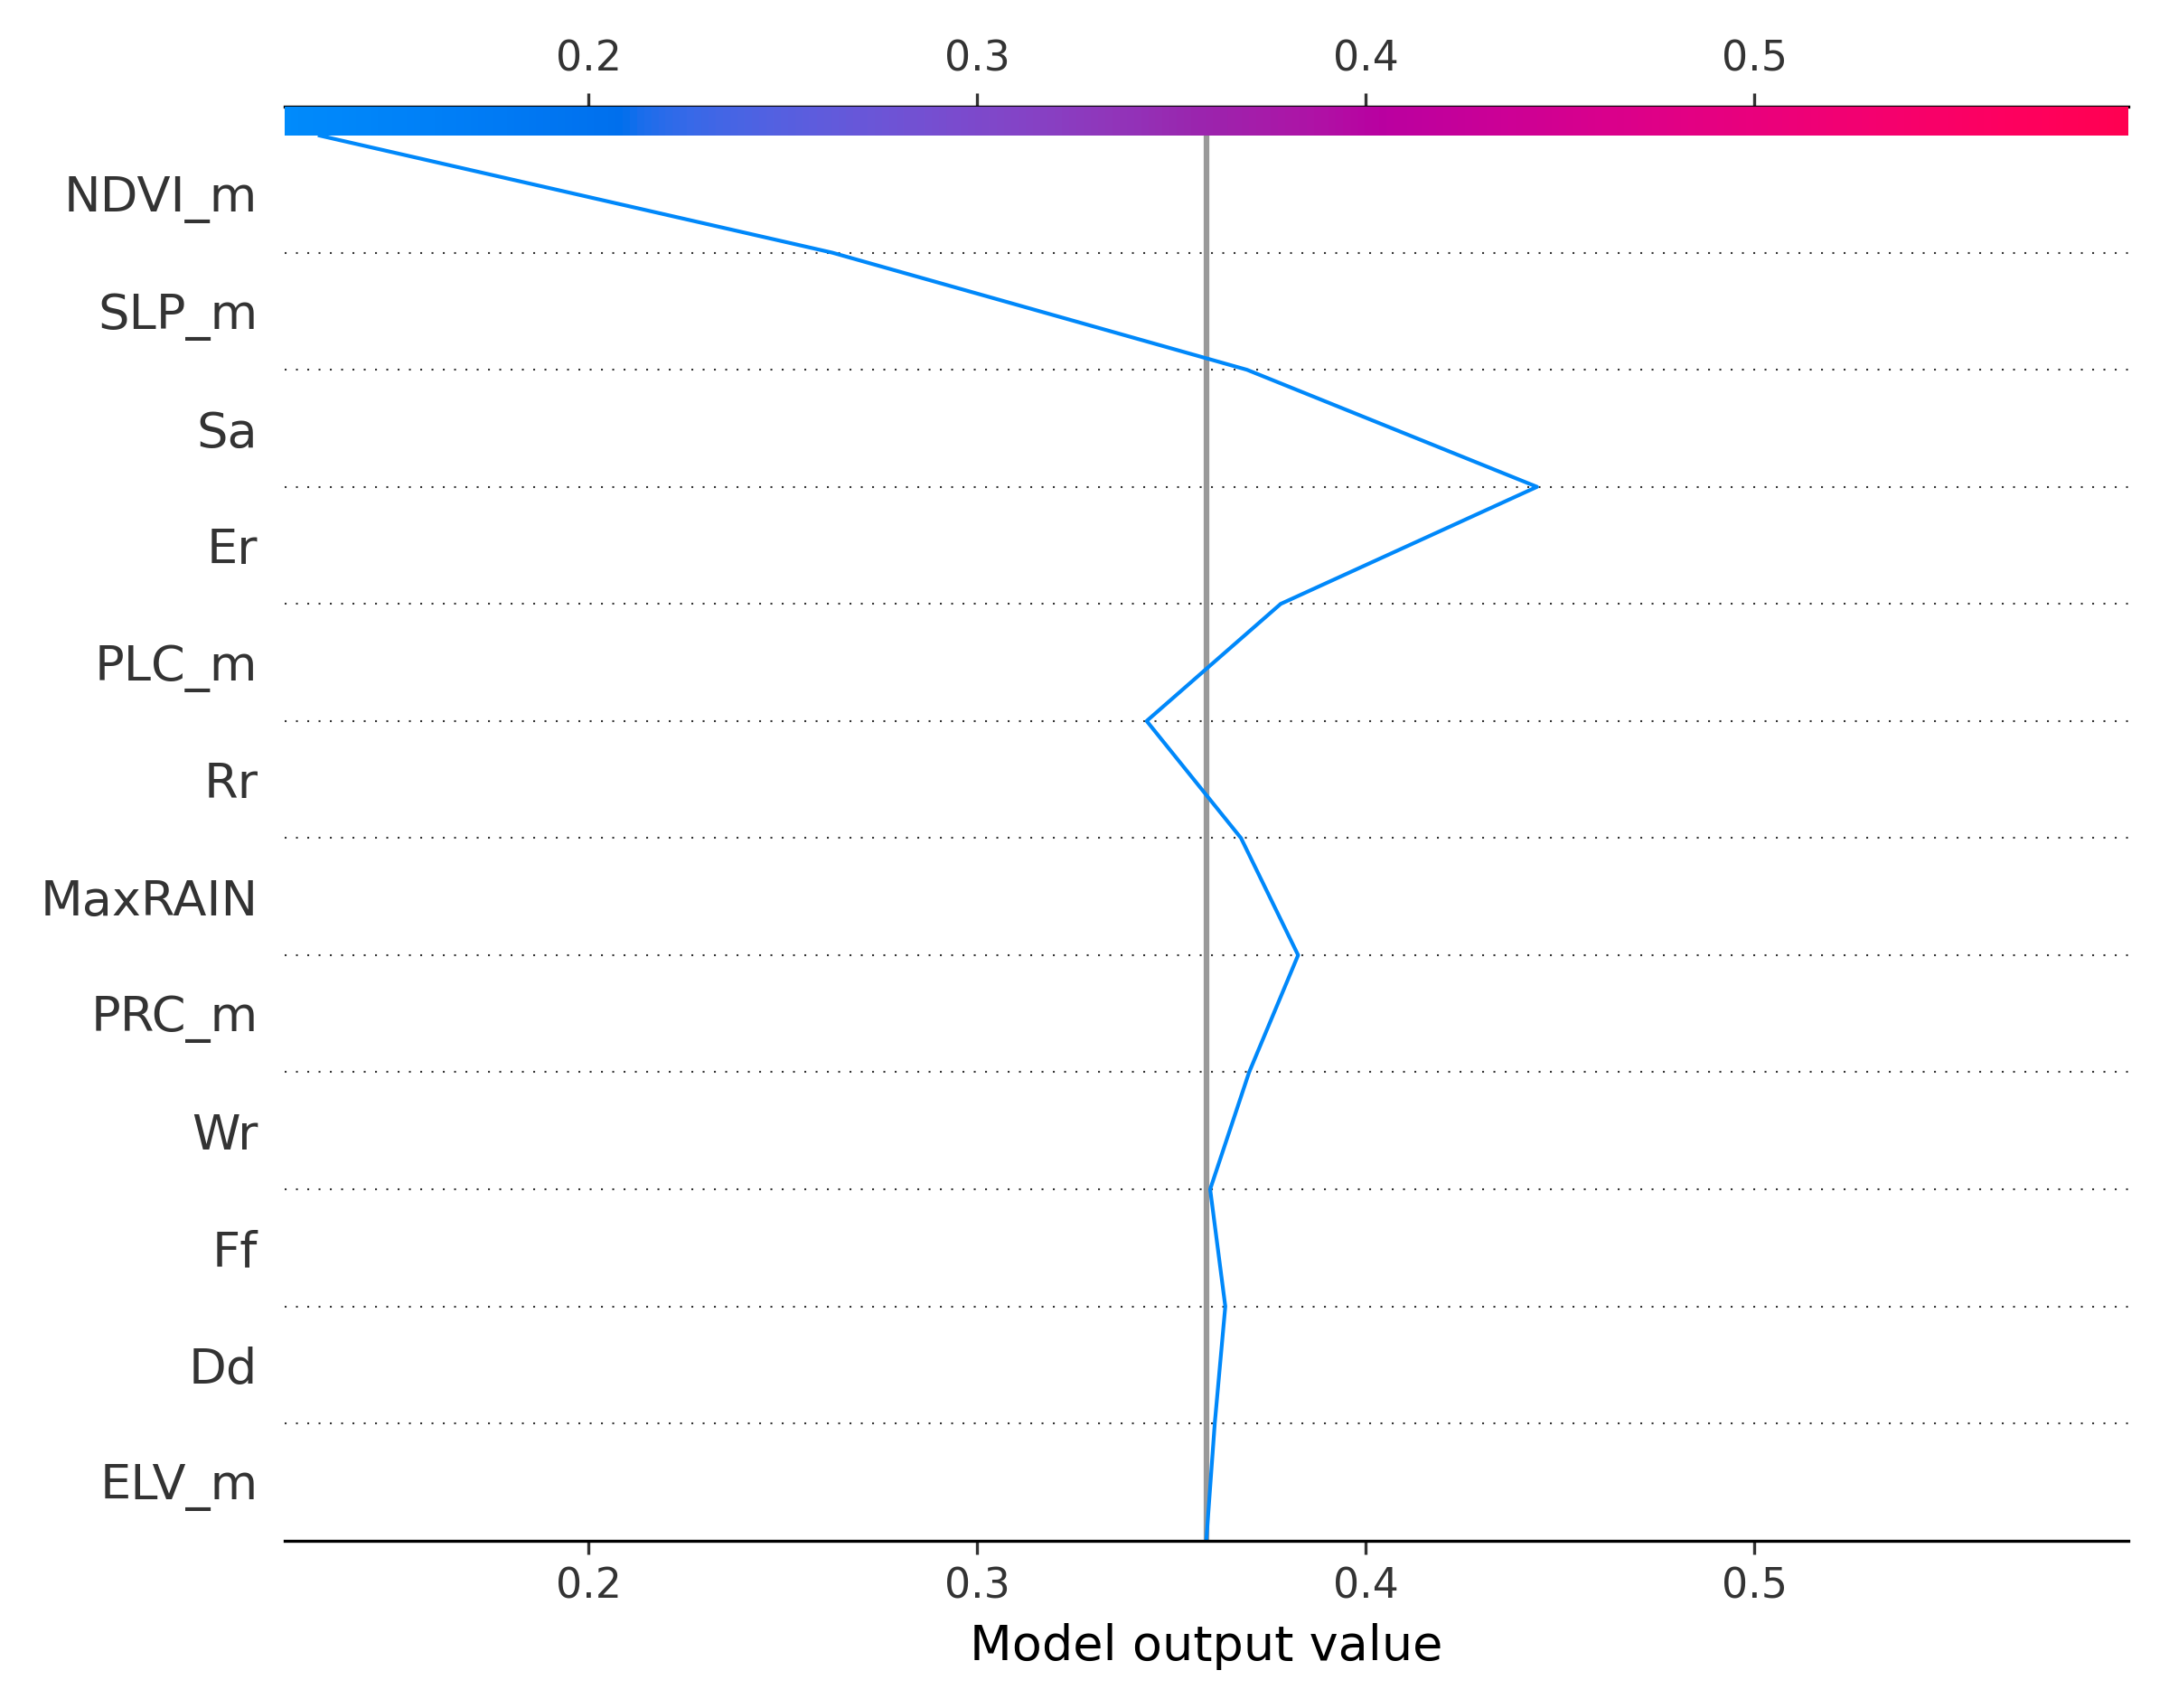 0.2 0.3 0.4 0.5
NDVI_m
SLP_m
Sa
Er
PLC_m
Rr
MaxRAIN
PRC_m
Wr
Ff
Dd
ELV_m
0.2 0.3 0.4 0.5
Model output value